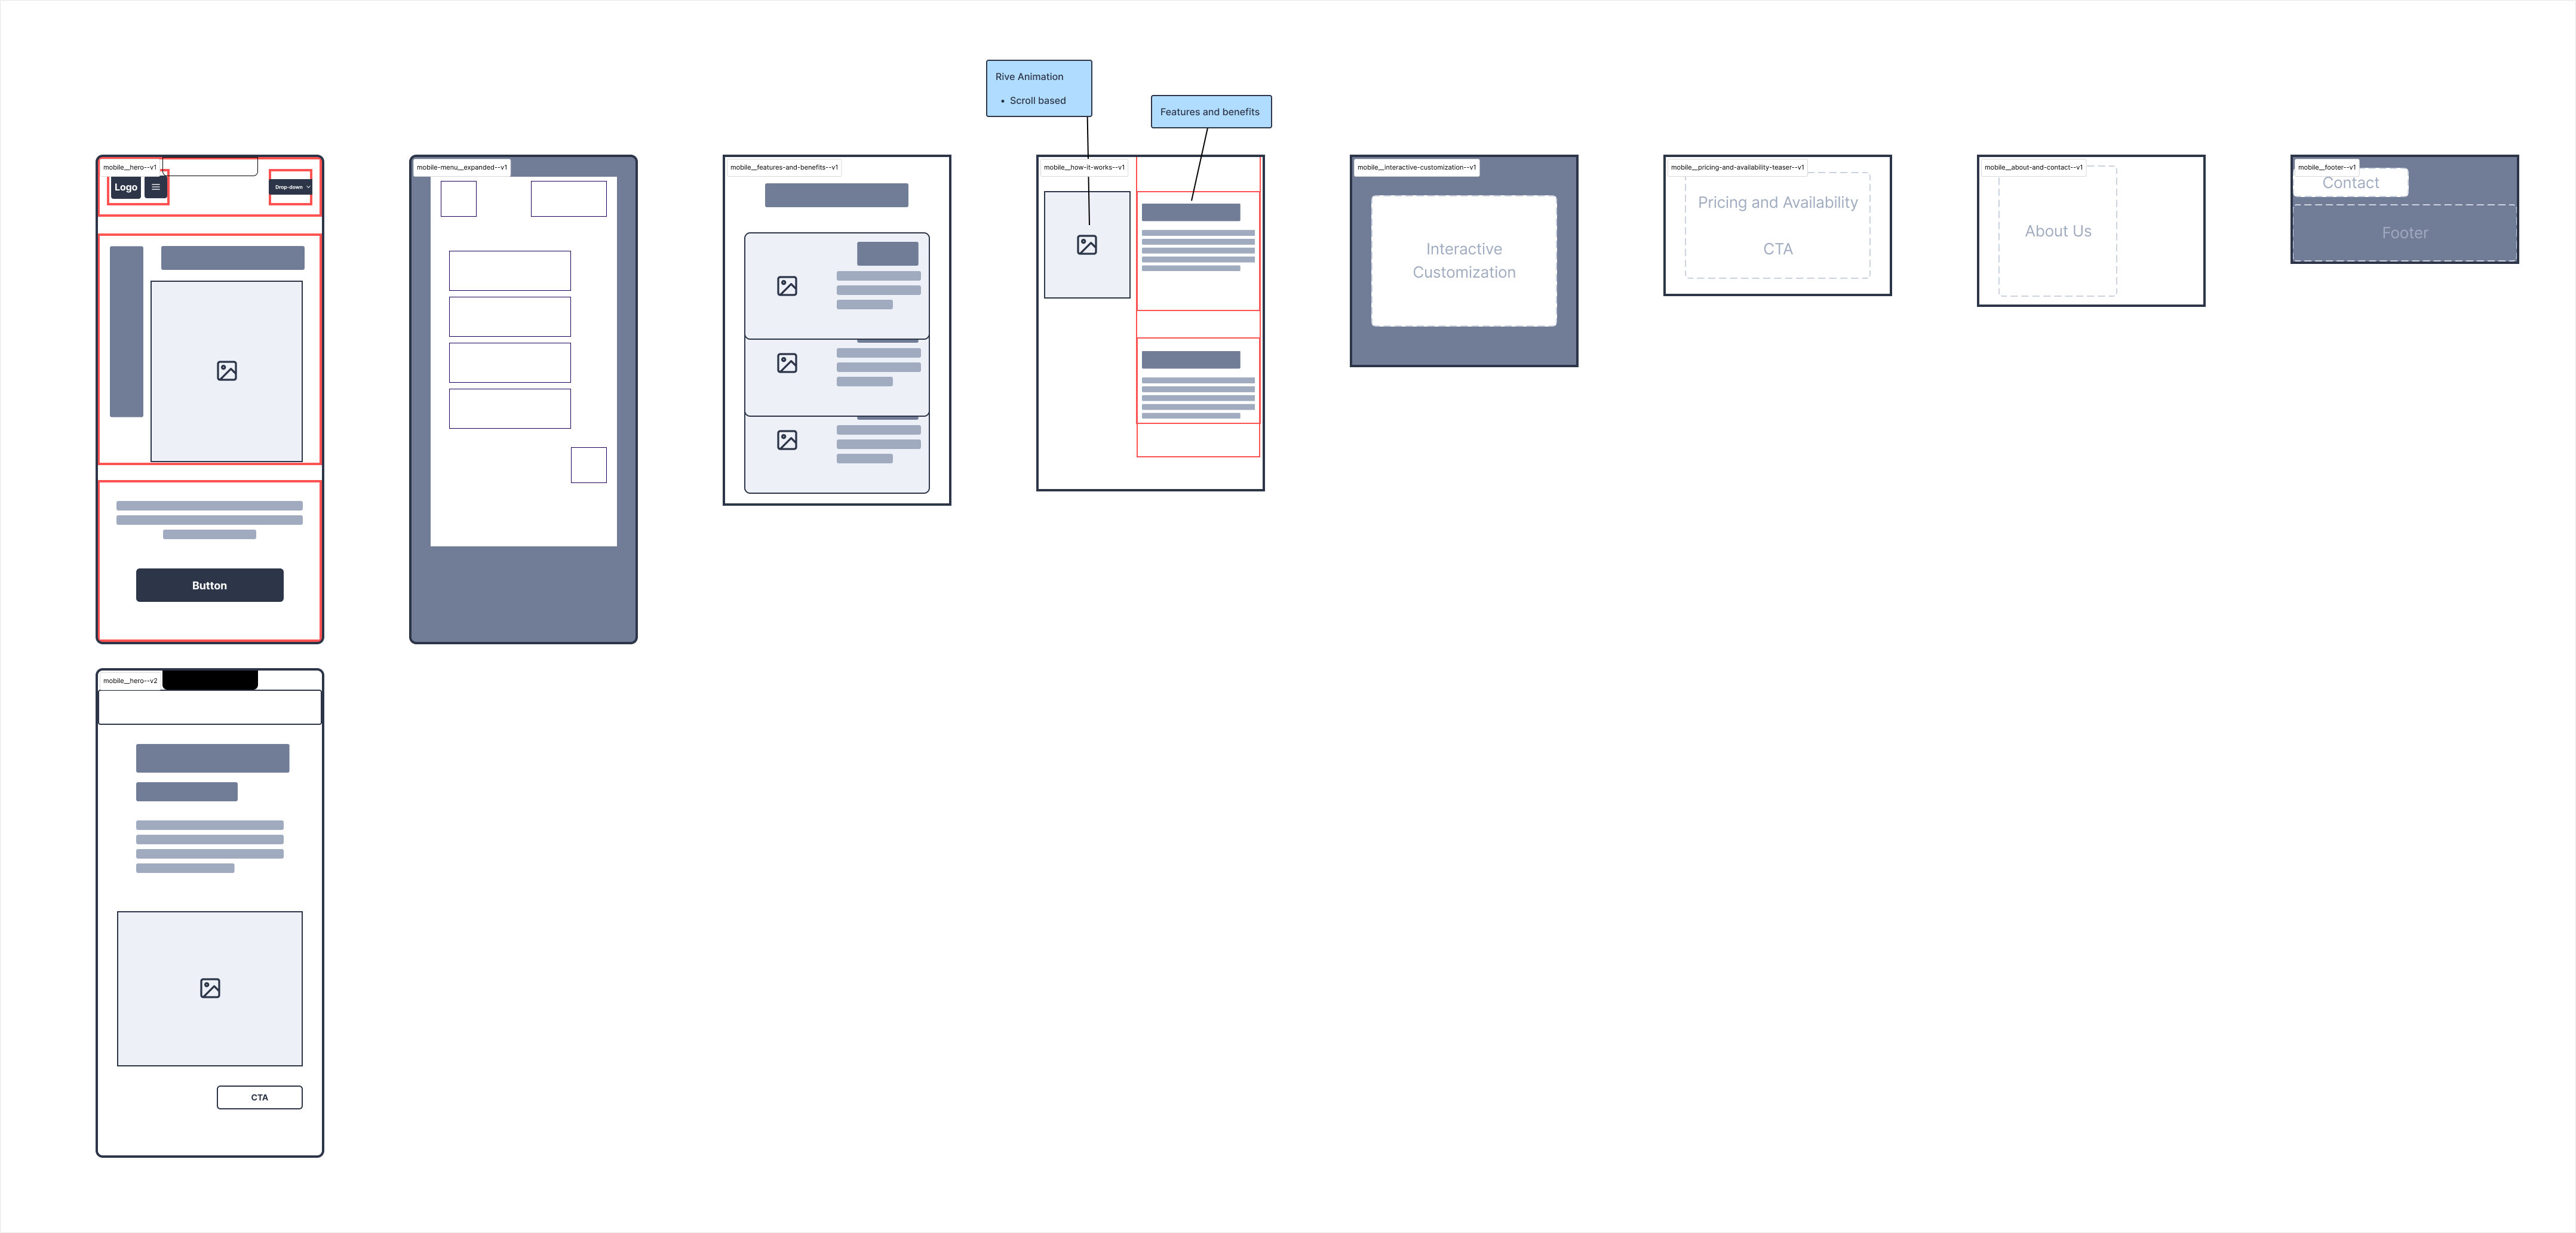 Rive Animation
• Scroll based
Features and benefits
mobile__hero--v1
Logo
Drop-down
Button
mobile-menu__expanded--v1
mobile__features-and-benefits--v1
mobile__how-it-works--v1
mobile__interactive-customization--v1
Interactive
Customization
mobile__pricing-and-availability-teaser--v1
Pricing and Availability
CTA
mobile__about-and-contact--v1
About Us
mobile__footer--v1
Contact
Footer
mobile__hero--v2
CTA